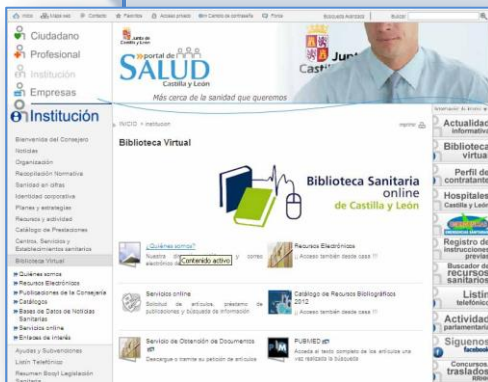 Inicio Mapa web Contacto Favoritos Acceso privado Cambio de contraseña Portal Búsqueda Avanzada Buscar
Ciudadano
Profesional
Institución
Empresas
Junta de
Castilla y León
portal de
SALUD
Castilla y León
Más cerca de la sanidad que queremos
Junt
Castil
Institución
Bienvenida del Consejero
Noticias
Organización
Recopilación Normativa
Sanidad en cifras
Identidad corporativa
Planes y estrategias
Recursos y actividad
Catálogo de Prestaciones
Centros, Servicios y
Establecimientos sanitarios
Biblioteca Virtual
Quiénes somos
Recursos Electrónicos
Publicaciones de la Consejería
Catálogos
Bases de Datos de Noticias
Sanitarias
Servicios online
Enlaces de interés
Ayudas y Subvenciones
Listín Telefónico
Resumen Bocyl Legislación
Sanitaria
INICIO > Institución
imprimir
Biblioteca Virtual
Biblioteca Sanitaria
online
de Castilla y León
¿Quiénes somos?
Nuestra y correo
electrónico de
Contenido activo
Recursos Electrónicos
¡¡ Acceso también desde casa !!
Servicios online
Solicitud de artículos, préstamo de
publicaciones y búsqueda de información
Catálogo de Recursos Bibliográficos
2012
¡¡ Acceso también desde casa !!
Servicio de Obtención de Documentos
Descargue o tramite su petición de artículos
PUBMED
Acceda al texto completo de los artículos una
vez realizada la búsqueda
Actualidad
informativa
Biblioteca
virtual
Perfil de
contratante
Hospitales
Castilla y León
Registro de
instrucciones
previas
Buscador de
recursos
sanitarios
Listín
telefónico
Actividad
parlamentaria
Síguenos
facebook
Concursos
traslados
RRHH